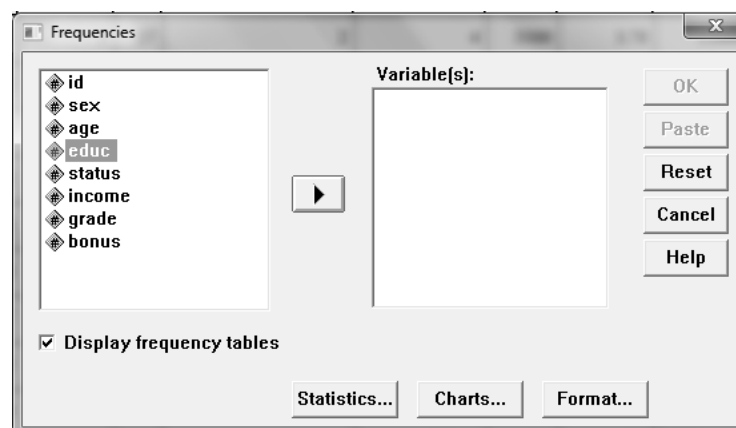 Frequencies
id
sex
age
educ
status
income
grade
bonus
Variable(s):
OK
Paste
Reset
Cancel
Help
Display frequency tables
Statistics...
Charts...
Format...